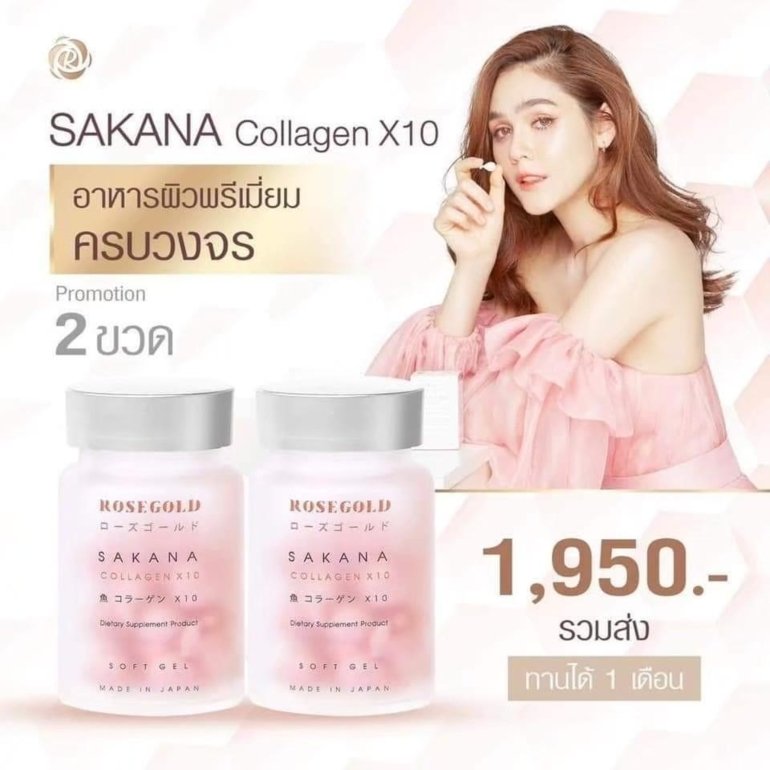 SAKANA Collagen X10
อาหารผิวพรีเมี่ยม
ครบวงจร
Promotion
2 ขวด
ROSEGOLD
ローズゴールド
SAKANA
COLLAGEN X10
魚 コラーゲン X10
Dietary Supplement Product
SOFT GEL
MADE IN JAPAN
ROSEGOLD
ローズゴールド
SAKANA
COLLAGEN X10
魚 コラーゲン X10
Dietary Supplement Product
SOFT GEL
MADE IN JAPAN
1,950.-
รวมส่ง
ทานได้ 1 เดือน